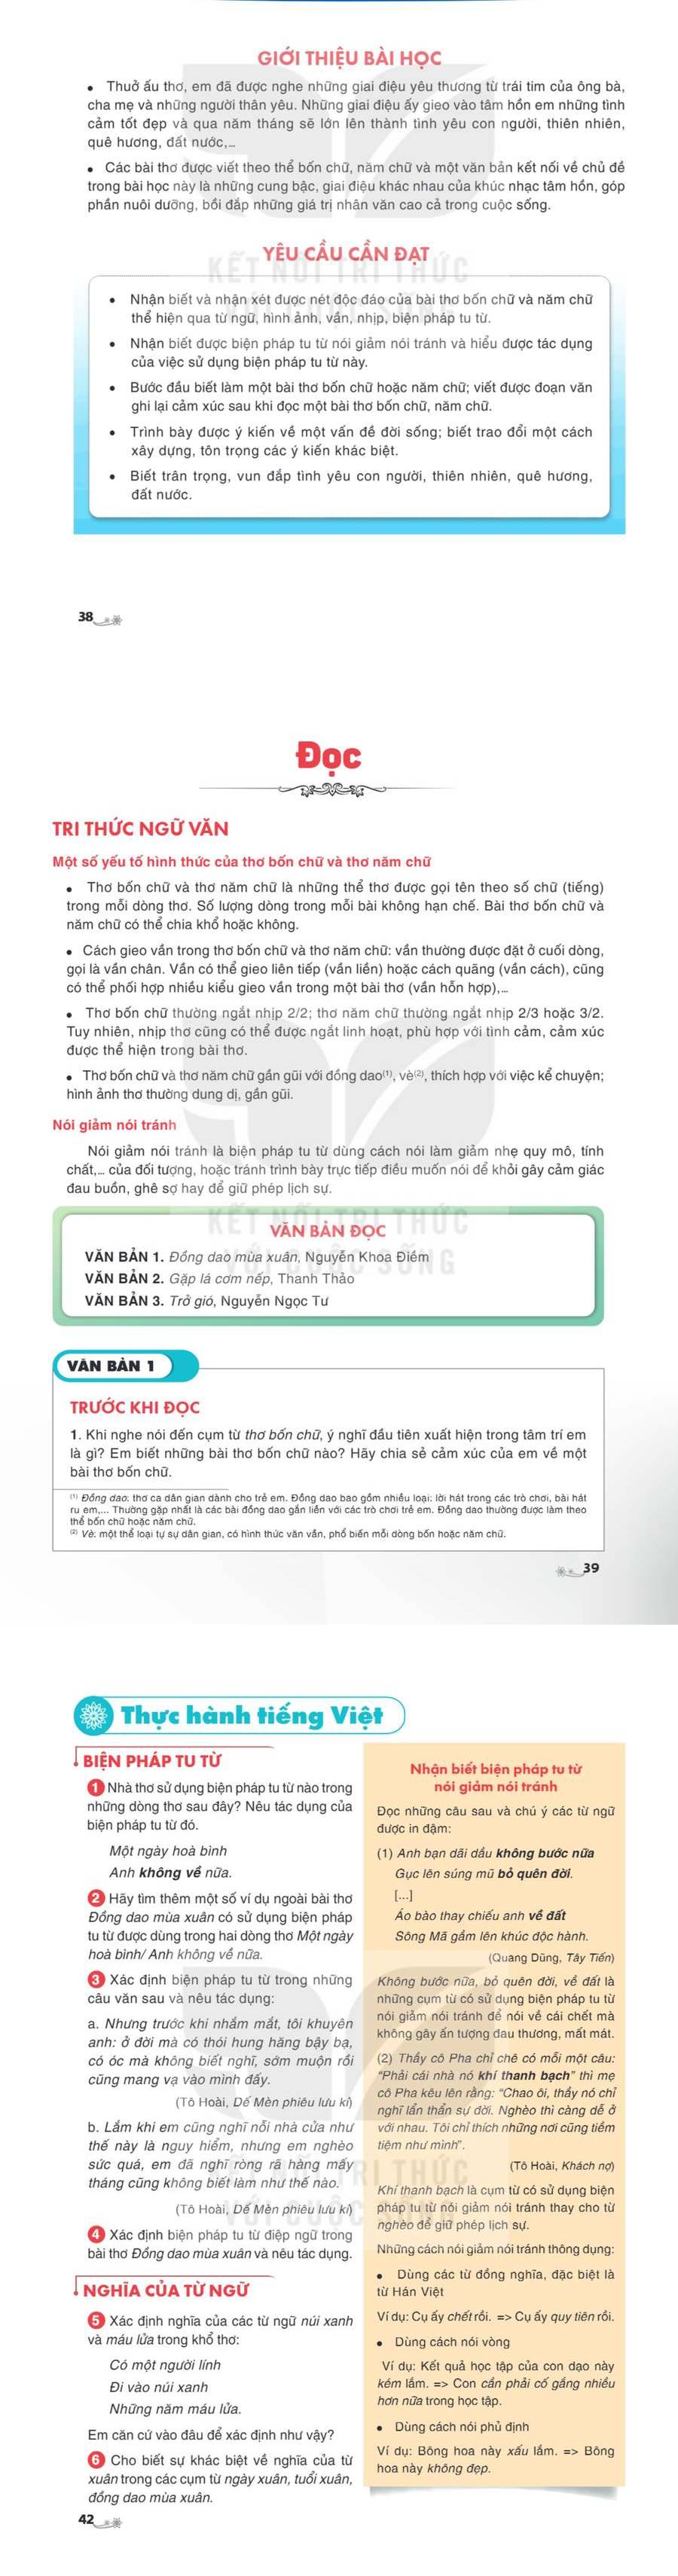 GIỚI THIỆU BÀI HỌC
• Thuở ấu thơ, em đã được nghe những giai điệu yêu thương từ trái tim của ông bà,
cha mẹ và những người thân yêu. Những giai điệu ấy gieo vào tâm hồn em những tình
cảm tốt đẹp và qua năm tháng sẽ lớn lên thành tình yêu con người, thiên nhiên,
quê hương, đất nước,...
• Các bài thơ được viết theo thể bốn chữ, năm chữ và một văn bản kết nối về chủ đề
trong bài học này là những cung bậc, giai điệu khác nhau của khúc nhạc tâm hồn, góp
phần nuôi dưỡng, bồi đắp những giá trị nhân văn cao cả trong cuộc sống.
YÊU CẦU CẦN ĐẠT
KẾT NỐI TRI THỨC
VỚI CUỘC SỐNG
• Nhận biết và nhận xét được nét độc đáo của bài thơ bốn chữ và năm chữ
thể hiện qua từ ngữ, hình ảnh, vần, nhịp, biện pháp tu từ.
• Nhận biết được biện pháp tu từ nói giảm nói tránh và hiểu được tác dụng
của việc sử dụng biện pháp tu từ này.
• Bước đầu biết làm một bài thơ bốn chữ hoặc năm chữ; viết được đoạn văn
ghi lại cảm xúc sau khi đọc một bài thơ bốn chữ, năm chữ.
• Trình bày được ý kiến về một vấn đề đời sống; biết trao đổi một cách
xây dựng, tôn trọng các ý kiến khác biệt.
• Biết trân trọng, vun đắp tình yêu con người, thiên nhiên, quê hương,
đất nước.
38
Đọc
TRI THỨC NGỮ VĂN
Một số yếu tố hình thức của thơ bốn chữ và thơ năm chữ
• Thơ bốn chữ và thơ năm chữ là những thể thơ được gọi tên theo số chữ (tiếng)
trong mỗi dòng thơ. Số lượng dòng trong mỗi bài không hạn chế. Bài thơ bốn chữ và
năm chữ có thể chia khổ hoặc không.
• Cách gieo vần trong thơ bốn chữ và thơ năm chữ: vần thường được đặt ở cuối dòng,
gọi là vần chân. Vần có thể gieo liên tiếp (vần liền) hoặc cách quãng (vần cách), cũng
có thể phối hợp nhiều kiểu gieo vần trong một bài thơ (vần hỗn hợp),...
• Thơ bốn chữ thường ngắt nhịp 2/2; thơ năm chữ thường ngắt nhịp 2/3 hoặc 3/2.
Tuy nhiên, nhịp thơ cũng có thể được ngắt linh hoạt, phù hợp với tình cảm, cảm xúc
được thể hiện trong bài thơ.
• Thơ bốn chữ và thơ năm chữ gần gũi với đồng dao(1), vè(2), thích hợp với việc kể chuyện;
hình ảnh thơ thường dung dị, gần gũi.
Nói giảm nói tránh
Nói giảm nói tránh là biện pháp tu từ dùng cách nói làm giảm nhẹ quy mô, tính
chất,... của đối tượng, hoặc tránh trình bày trực tiếp điều muốn nói để khỏi gây cảm giác
đau buồn, ghê sợ hay để giữ phép lịch sự.
KẾT NỐI TRI THỨC
VỚI CUỘC SỐNG
VĂN BẢN ĐỌC
VĂN BẢN 1. Đồng dao mùa xuân, Nguyễn Khoa Điềm
VĂN BẢN 2. Gặp lá cơm nếp, Thanh Thảo
VĂN BẢN 3. Trở gió, Nguyễn Ngọc Tư
VĂN BẢN 1
TRƯỚC KHI ĐỌC
1. Khi nghe nói đến cụm từ thơ bốn chữ, ý nghĩ đầu tiên xuất hiện trong tâm trí em
là gì? Em biết những bài thơ bốn chữ nào? Hãy chia sẻ cảm xúc của em về một
bài thơ bốn chữ.
(1) Đồng dao: thơ ca dân gian dành cho trẻ em. Đồng dao bao gồm nhiều loại: lời hát trong các trò chơi, bài hát
ru em,... Thường gặp nhất là các bài đồng dao gắn liền với các trò chơi trẻ em. Đồng dao thường được làm theo
thể bốn chữ hoặc năm chữ.
(2) Vè: một thể loại tự sự dân gian, có hình thức văn vần, phổ biến mỗi dòng bốn hoặc năm chữ.
39
Thực hành tiếng Việt
BIỆN PHÁP TU TỪ
1 Nhà thơ sử dụng biện pháp tu từ nào trong
những dòng thơ sau đây? Nêu tác dụng của
biện pháp tu từ đó.
Một ngày hoà bình
Anh không về nữa.
2 Hãy tìm thêm một số ví dụ ngoài bài thơ
Đồng dao mùa xuân có sử dụng biện pháp
tu từ được dùng trong hai dòng thơ Một ngày
hoà bình/ Anh không về nữa.
3 Xác định biện pháp tu từ trong những
câu văn sau và nêu tác dụng:
a. Nhưng trước khi nhắm mắt, tôi khuyên
anh: ở đời mà có thói hung hăng bậy bạ,
có óc mà không biết nghĩ, sớm muộn rồi
cũng mang vạ vào mình đấy.
(Tô Hoài, Dế Mèn phiêu lưu kí)
b. Lắm khi em cũng nghĩ nỗi nhà cửa như
thế này là nguy hiểm, nhưng em nghèo
sức quá, em đã nghĩ ròng rã hàng mấy
tháng cũng không biết làm như thế nào.
(Tô Hoài, Dế Mèn phiêu lưu kí)
4 Xác định biện pháp tu từ điệp ngữ trong
bài thơ Đồng dao mùa xuân và nêu tác dụng.
NGHĨA CỦA TỪ NGỮ
5 Xác định nghĩa của các từ ngữ núi xanh
và máu lửa trong khổ thơ:
Có một người lính
Đi vào núi xanh
Những năm máu lửa.
Em căn cứ vào đâu để xác định như vậy?
6 Cho biết sự khác biệt về nghĩa của từ
xuân trong các cụm từ ngày xuân, tuổi xuân,
đồng dao mùa xuân.
42
Nhận biết biện pháp tu từ
nói giảm nói tránh
Đọc những câu sau và chú ý các từ ngữ
được in đậm:
(1) Anh bạn dãi dầu không bước nữa
Gục lên súng mũ bỏ quên đời.
[...]
Áo bào thay chiếu anh về đất
Sông Mã gầm lên khúc độc hành.
(Quang Dũng, Tây Tiến)
Không bước nữa, bỏ quên đời, về đất là
những cụm từ có sử dụng biện pháp tu từ
nói giảm nói tránh để nói về cái chết mà
không gây ấn tượng đau thương, mất mát.
(2) Thầy cô Pha chỉ chê có mỗi một câu:
"Phải cái nhà nó khí thanh bạch" thì mẹ
cô Pha kêu lên rằng: "Chao ôi, thầy nó chỉ
nghĩ lẩn thẩn sự đời. Nghèo thì càng dễ ở
với nhau. Tôi chỉ thích những nơi cũng tiềm
tiệm như mình".
(Tô Hoài, Khách nợ)
Khí thanh bạch là cụm từ có sử dụng biện
pháp tu từ nói giảm nói tránh thay cho từ
nghèo để giữ phép lịch sự.
Những cách nói giảm nói tránh thông dụng:
• Dùng các từ đồng nghĩa, đặc biệt là
từ Hán Việt
Ví dụ: Cụ ấy chết rồi. => Cụ ấy quy tiên rồi.
• Dùng cách nói vòng
Ví dụ: Kết quả học tập của con dạo này
kém lắm. => Con cần phải cố gắng nhiều
hơn nữa trong học tập.
• Dùng cách nói phủ định
Ví dụ: Bông hoa này xấu lắm. => Bông
hoa này không đẹp.
KẾT NỐI TRI THỨC
VỚI CUỘC SỐNG